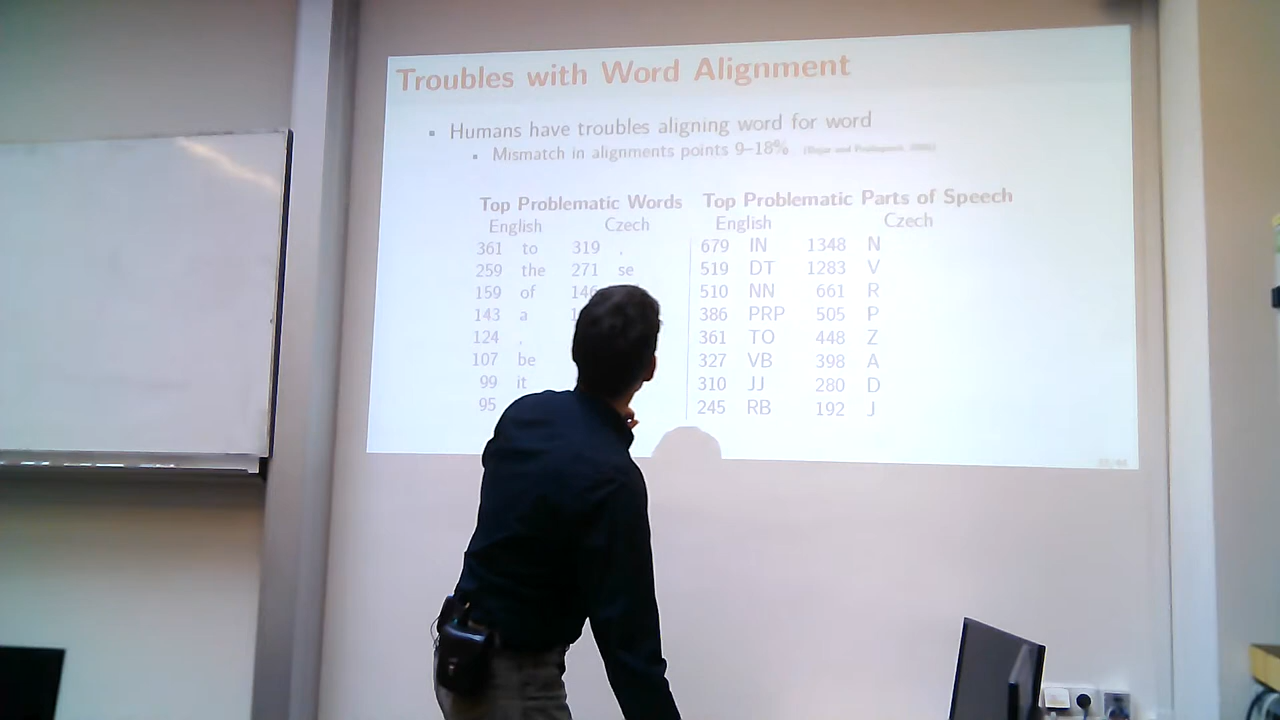 Troubles with Word Alignment
▪ Humans have troubles aligning word for word
▪ Mismatch in alignments points 9–18%
Top Problematic Words Top Problematic Parts of Speech
English Czech English Czech
361 to 319 , 679 IN 1348 N
259 the 271 se 519 DT 1283 V
159 of 146 510 NN 661 R
143 a 386 PRP 505 P
124 , 361 TO 448 Z
107 be 327 VB 398 A
99 it 310 JJ 280 D
95 245 RB 192 J